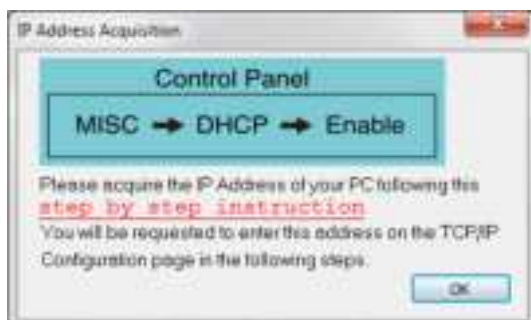 IP Address Acquisition
Control Panel
MISC ➡ DHCP ➡ Enable
Please acquire the IP Address of your PC following this
step by step instruction
You will be requested to enter this address on the TCP/IP
Configuration page in the following steps.
OK